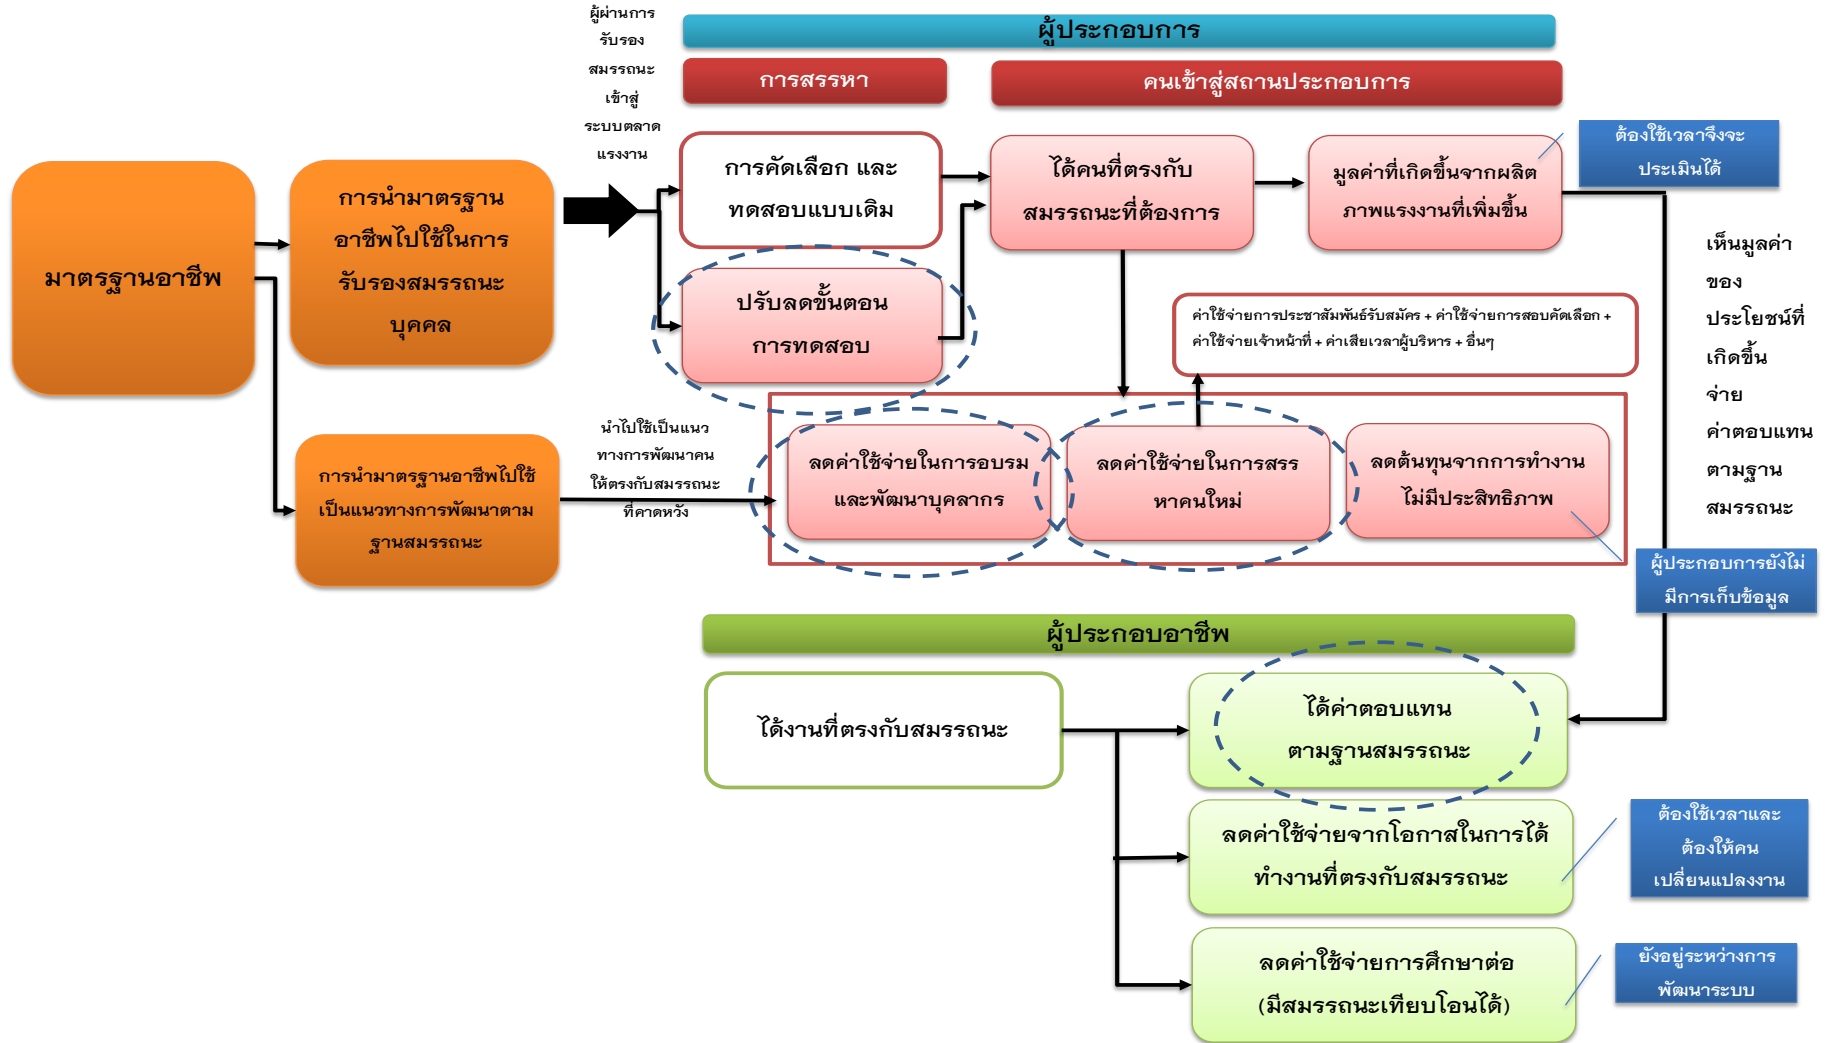 ผู้ผ่านการ
รับรอง
สมรรถนะ
เข้าสู่
ระบบตลาด
แรงงาน
ผู้ประกอบการ
การสรรหา
คนเข้าสู่สถานประกอบการ
มาตรฐานอาชีพ
การนำมาตรฐาน
อาชีพไปใช้ในการ
รับรองสมรรถนะ
บุคคล
การคัดเลือก และ
ทดสอบแบบเดิม
ปรับลดขั้นตอน
การทดสอบ
ได้คนที่ตรงกับ
สมรรถนะที่ต้องการ
มูลค่าที่เกิดขึ้นจากผลิต
ภาพแรงงานที่เพิ่มขึ้น
ต้องใช้เวลาจึงจะ
ประเมินได้
เห็นมูลค่า
ของ
ประโยชน์ที่
เกิดขึ้น
จ่าย
ค่าตอบแทน
ตามฐาน
สมรรถนะ
ค่าใช้จ่ายการประชาสัมพันธ์รับสมัคร + ค่าใช้จ่ายการสอบคัดเลือก +
ค่าใช้จ่ายเจ้าหน้าที่ + ค่าเสียเวลาผู้บริหาร + อื่นๆ
การนำมาตรฐานอาชีพไปใช้
เป็นแนวทางการพัฒนาตาม
ฐานสมรรถนะ
นำไปใช้เป็นแนว
ทางการพัฒนาคน
ให้ตรงกับสมรรถนะ
ที่คาดหวัง
ลดค่าใช้จ่ายในการอบรม
และพัฒนาบุคลากร
ลดค่าใช้จ่ายในการสรร
หาคนใหม่
ลดต้นทุนจากการทำงาน
ไม่มีประสิทธิภาพ
ผู้ประกอบการยังไม่
มีการเก็บข้อมูล
ผู้ประกอบอาชีพ
ได้งานที่ตรงกับสมรรถนะ
ได้ค่าตอบแทน
ตามฐานสมรรถนะ
ลดค่าใช้จ่ายจากโอกาสในการได้
ทำงานที่ตรงกับสมรรถนะ
ต้องใช้เวลาและ
ต้องให้คน
เปลี่ยนแปลงงาน
ลดค่าใช้จ่ายการศึกษาต่อ
(มีสมรรถนะเทียบโอนได้)
ยังอยู่ระหว่างการ
พัฒนาระบบ